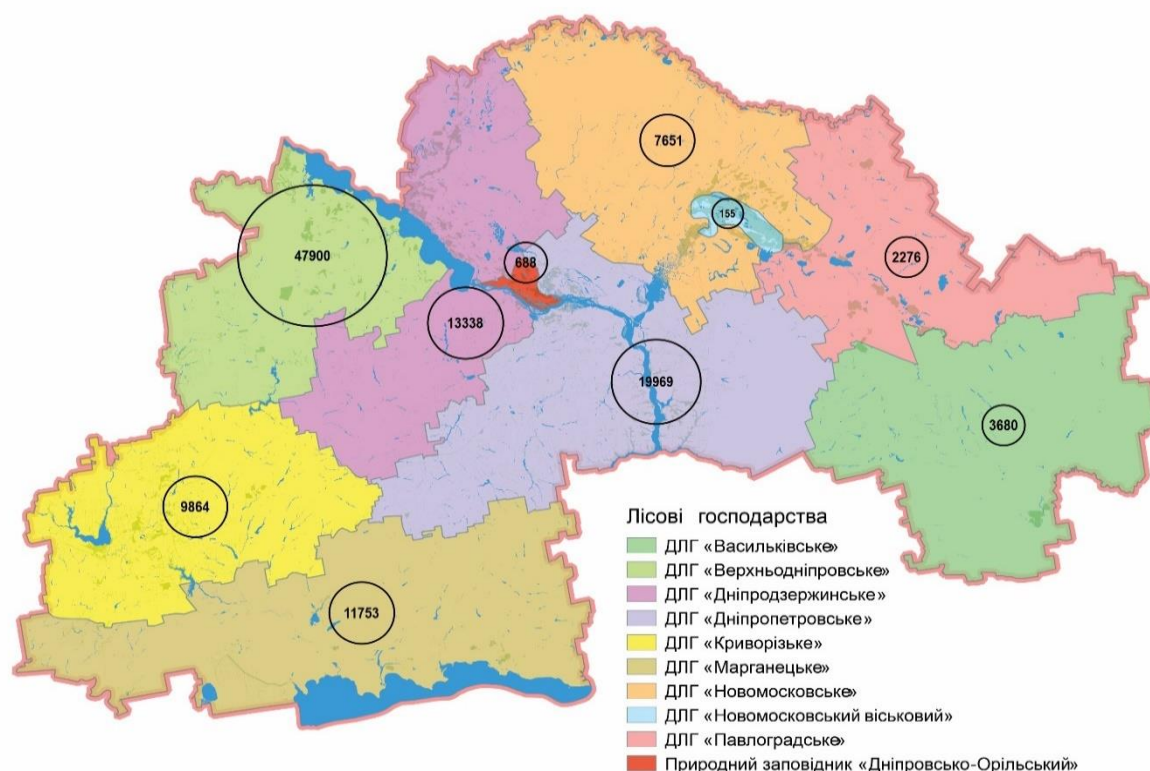 7651
155
47900
688
2276
13338
19969
3680
9864
11753
Лісові господарства
ДЛГ «Васильківське»
ДЛГ «Верхньодніпровське»
ДЛГ «Дніпродзержинське»
ДЛГ «Дніпропетровське»
ДЛГ «Криворізьке»
ДЛГ «Марганецьке»
ДЛГ «Новомосковське»
ДЛГ «Новомосковський віськовий»
ДЛГ «Павлоградське»
Природний заповідник «Дніпровсько-Орільський»